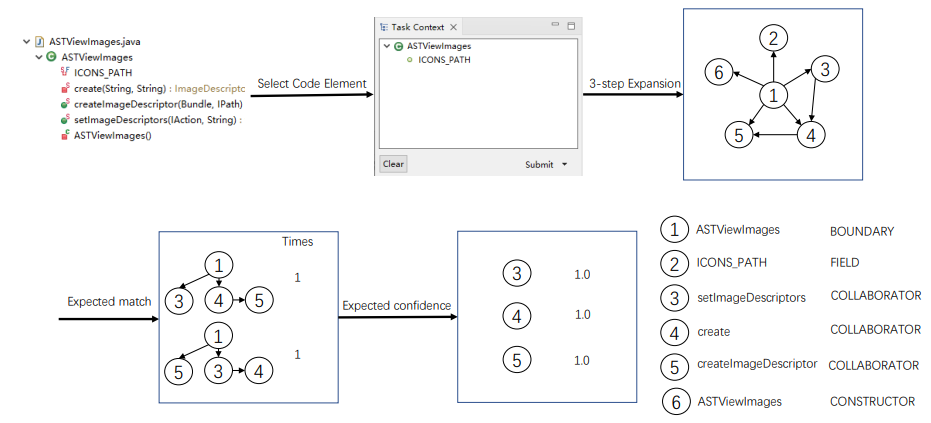 ASTViewImages.java
ASTViewImages
ICONS_PATH
create(String, String) : ImageDescriptc
createImageDescriptor(Bundle, IPath)
setImageDescriptors(IAction, String) :
ASTViewImages()
Select Code Element
Task Context
ASTViewImages
ICONS_PATH
Clear
Submit
3-step Expansion
2
6
3
1
5
4
Expected match
Times
1
3
4
5
1
1
5
3
4
1
Expected confidence
3 1.0
4 1.0
5 1.0
1 ASTViewImages BOUNDARY
2 ICONS_PATH FIELD
3 setImageDescriptors COLLABORATOR
4 create COLLABORATOR
5 createImageDescriptor COLLABORATOR
6 ASTViewImages CONSTRUCTOR